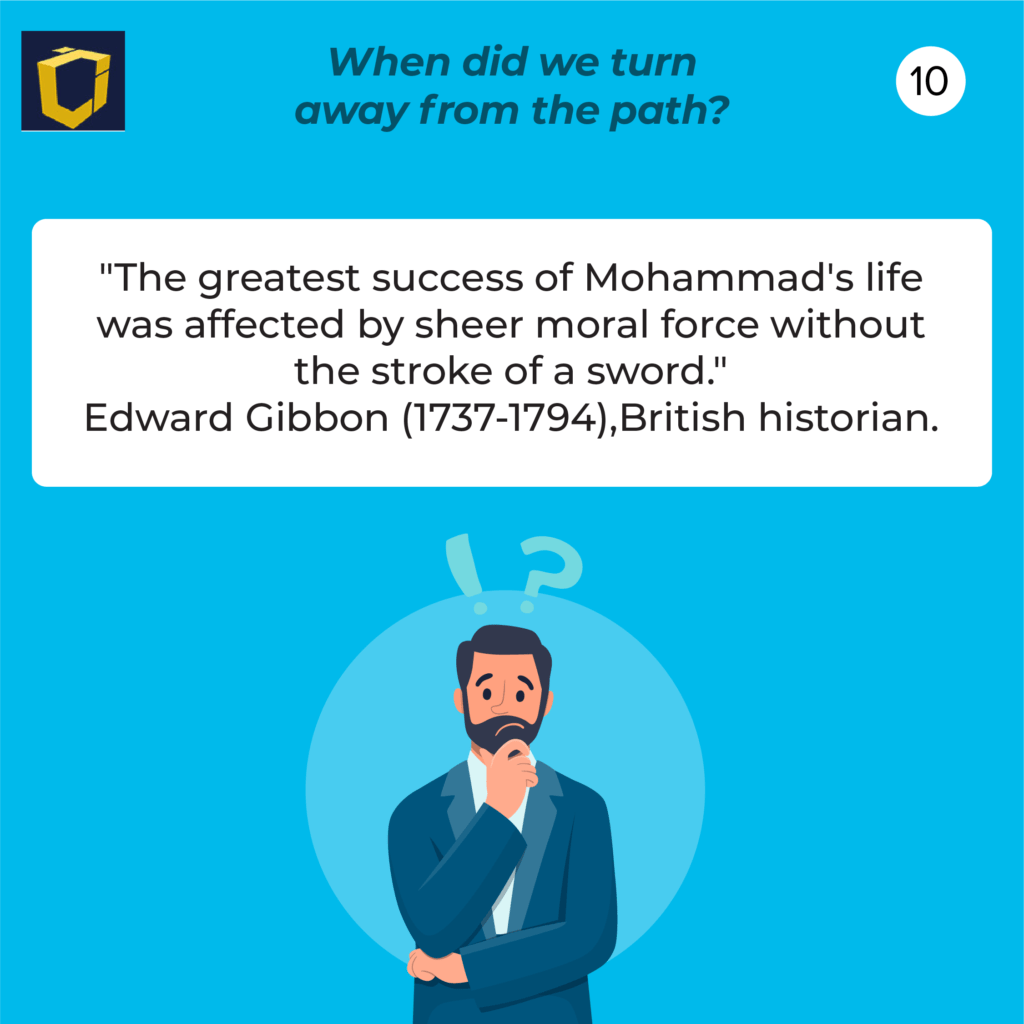 When did we turn
away from the path?
10
"The greatest success of Mohammad's life
was affected by sheer moral force without
the stroke of a sword."
Edward Gibbon (1737-1794),British historian.
! ?